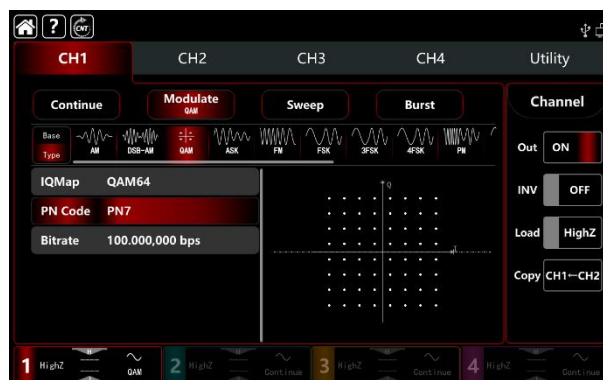 ? CNT
CH1 CH2 CH3 CH4 Utility
Continue Modulate QAM Sweep Burst Channel
Base Type AM DSB-AM QAM ASK FM FSK 3FSK 4FSK PM
Out ON
IQMap QAM64
INV OFF
PN Code PN7
Bitrate 100.000,000 bps
Load HighZ
Copy CH1←CH2
Q
I
1 HighZ QAM 2 HighZ Continue 3 HighZ Continue 4 HighZ Continue